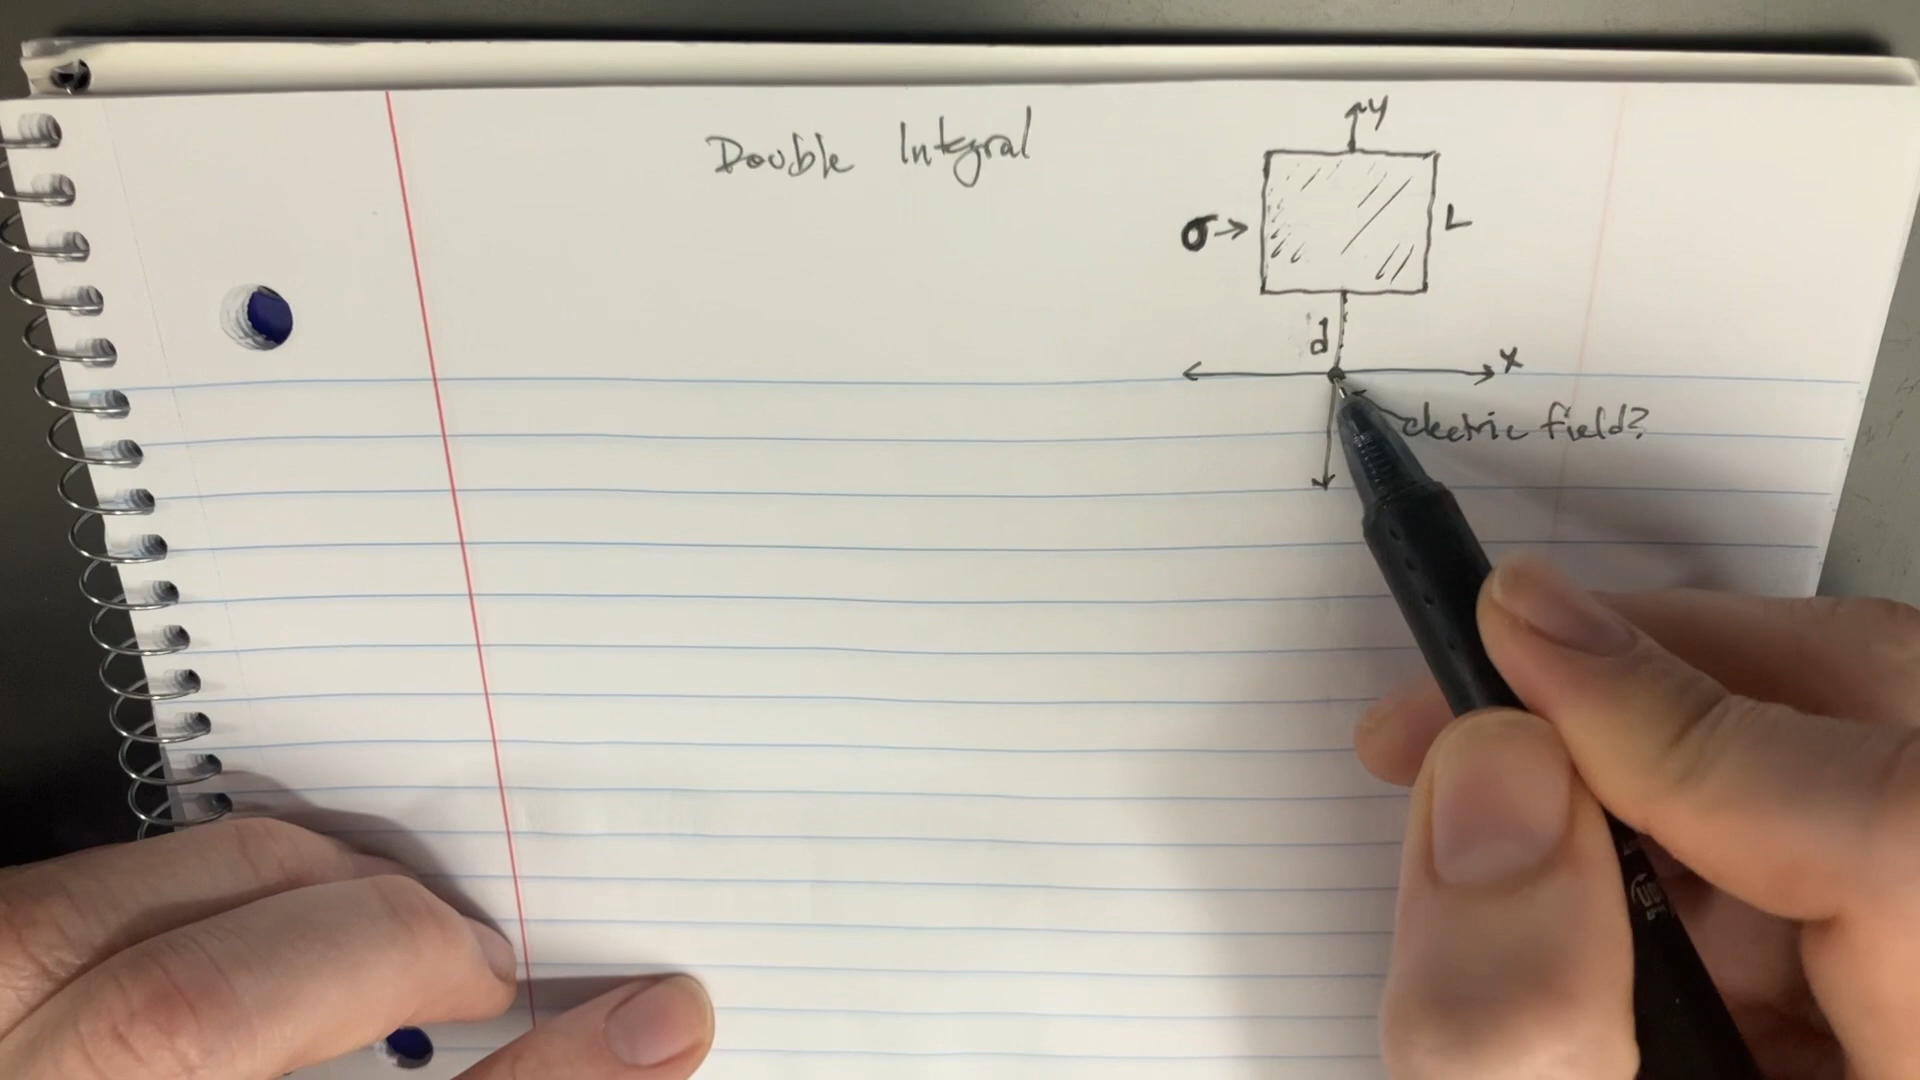 Double Integral
y
σ→
L
d
x
electric field?